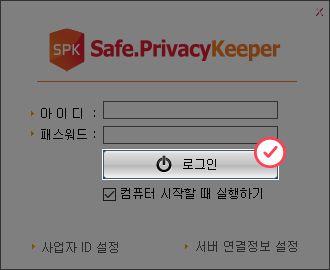 SPK Safe.PrivacyKeeper
아 이 디 :
패스워드 :
로그인
컴퓨터 시작할 때 실행하기
사업자 ID 설정 서버 연결정보 설정